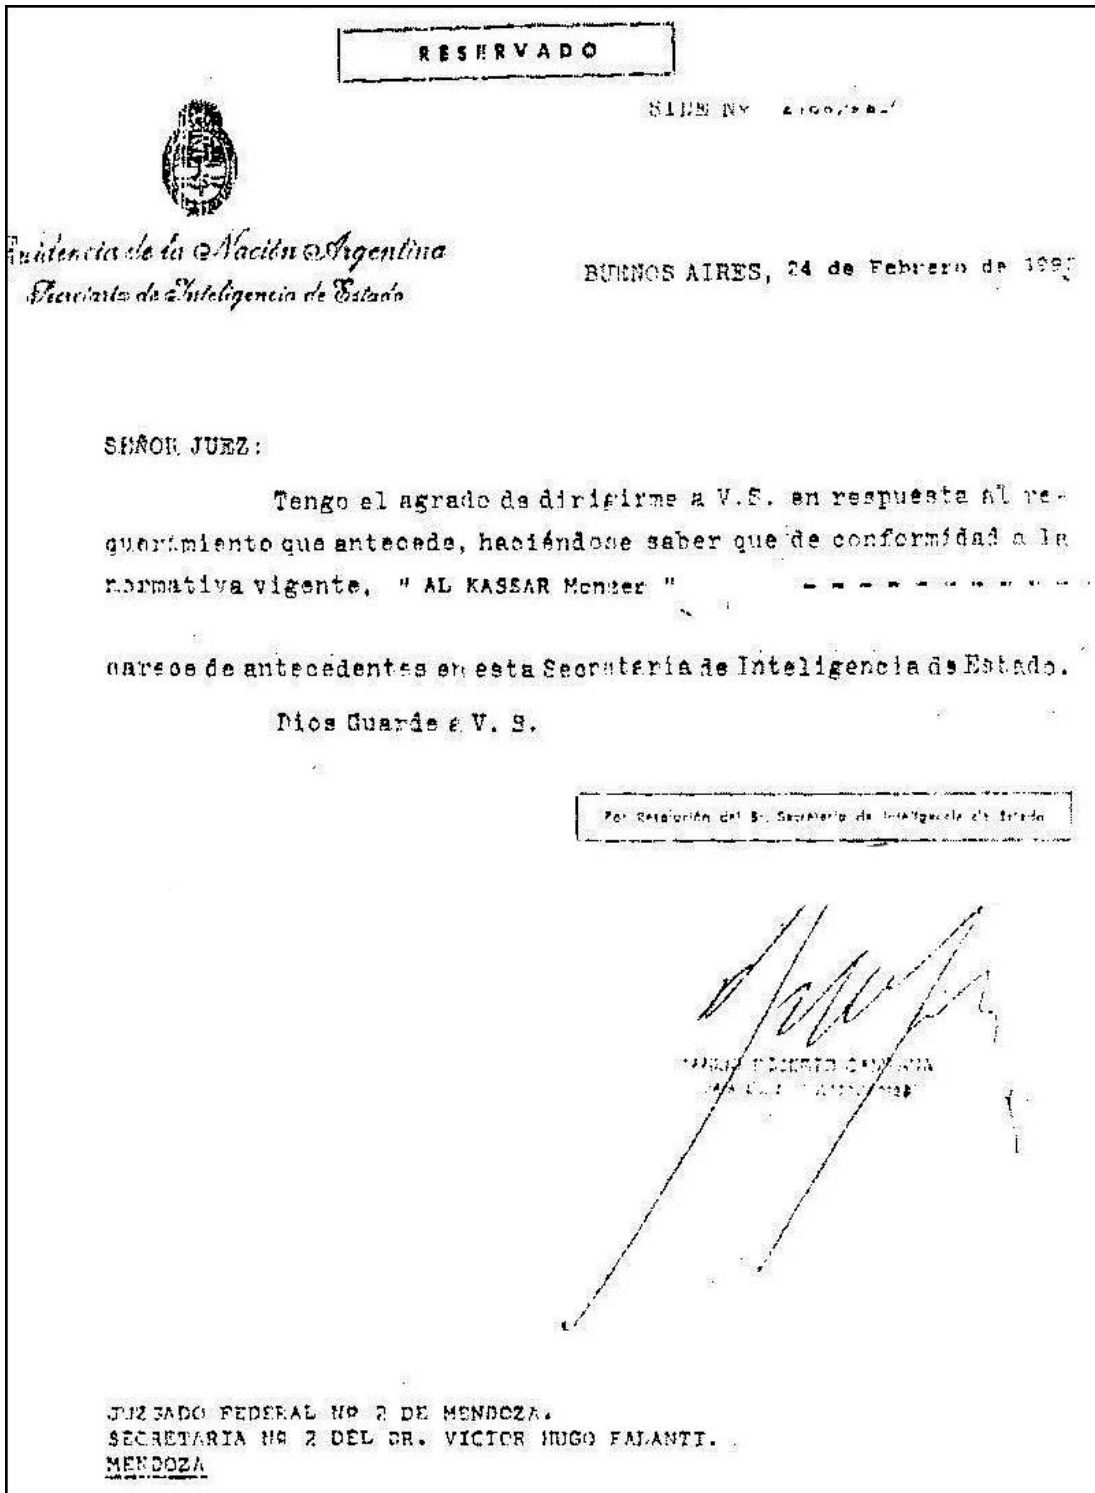 RESERVADO
SIDE Nº
de la Nación Argentina
de Inteligencia de Estado
BUENOS AIRES, 24 de Febrero de
SEÑOR JUEZ:
Tengo el agrado de dirigirme a V.S. en respuesta al re-
querimiento que antecede, haciéndose saber que de conformidad a la
normativa vigente, " AL KASSAR Monzer " - - - - - - - - - -
carece de antecedentes en esta Secretaría de Inteligencia de Estado.
Dios Guarde a V. S.
Por Resolución del Sr. Secretario de Inteligencia de Estado
JUZGADO FEDERAL Nº 2 DE MENDOZA.
SECRETARIA Nº 2 DEL DR. VICTOR HUGO FALANTI.
MENDOZA